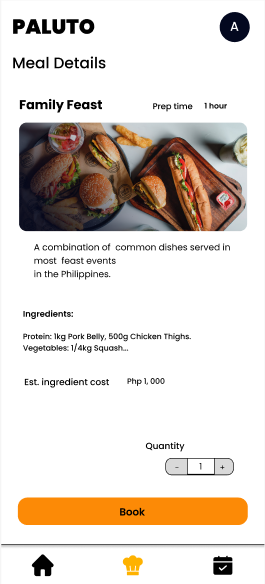 PALUTO
A
Meal Details
Family Feast
Prep time 1 hour
A combination of common dishes served in
most feast events
in the Philippines.
Ingredients:
Protein: 1kg Pork Belly, 500g Chicken Thighs.
Vegetables: 1/4kg Squash...
Est. ingredient cost Php 1, 000
Quantity
- 1 +
Book